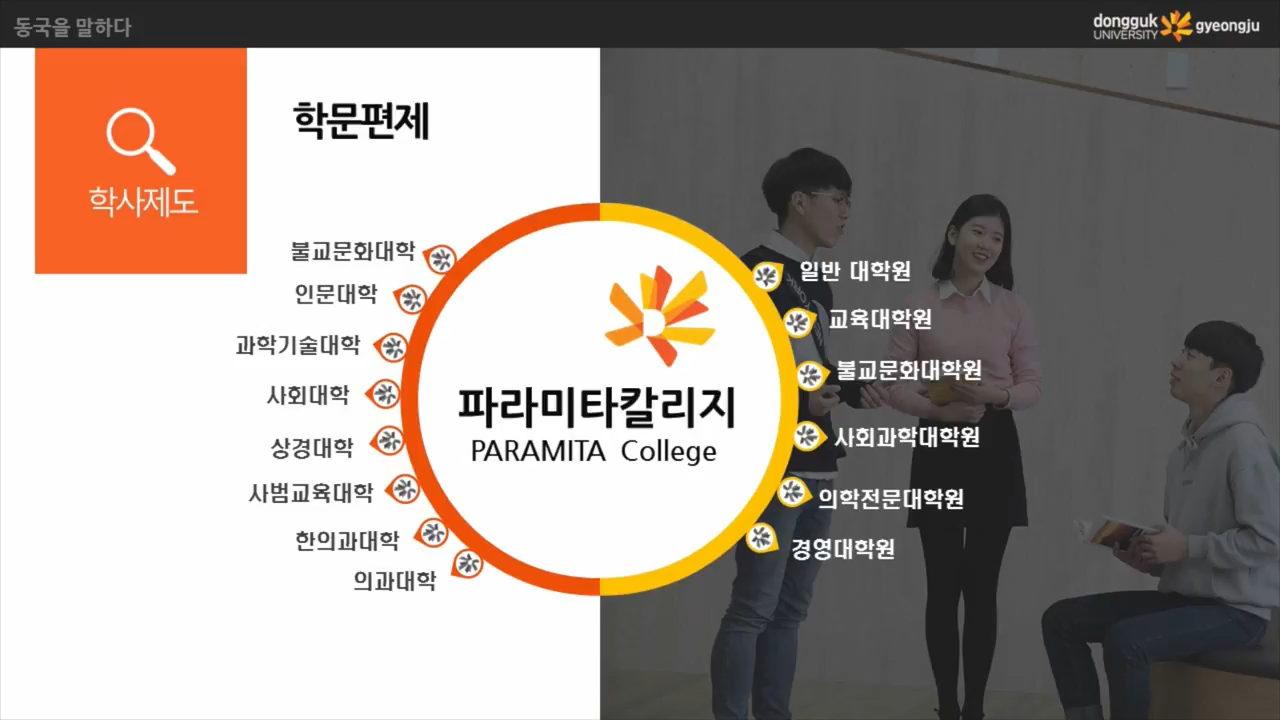 동국을 말하다
dongguk
UNIVERSITY
gyeongju
학사제도
학문편제
불교문화대학
인문대학
과학기술대학
사회대학
상경대학
사범교육대학
한의과대학
의과대학
파라미타칼리지
PARAMITA College
일반 대학원
교육대학원
불교문화대학원
사회과학대학원
의학전문대학원
경영대학원